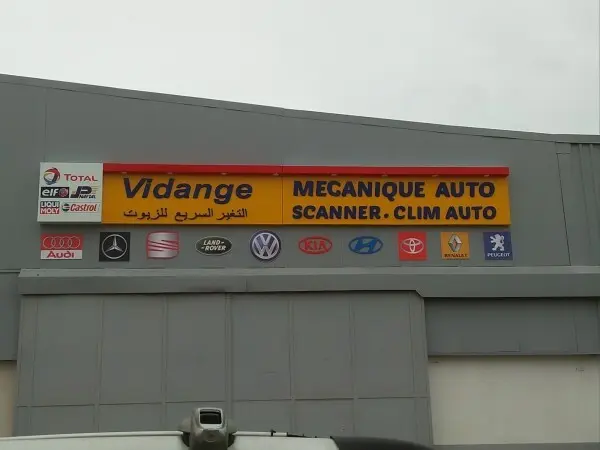 TOTAL
elf
LIQUI MOLY
Castrol
Vidange
التغير السريع للزيوت
MECANIQUE AUTO
SCANNER . CLIM AUTO
Audi
LAND-ROVER
KIA
RENAULT
PEUGEOT